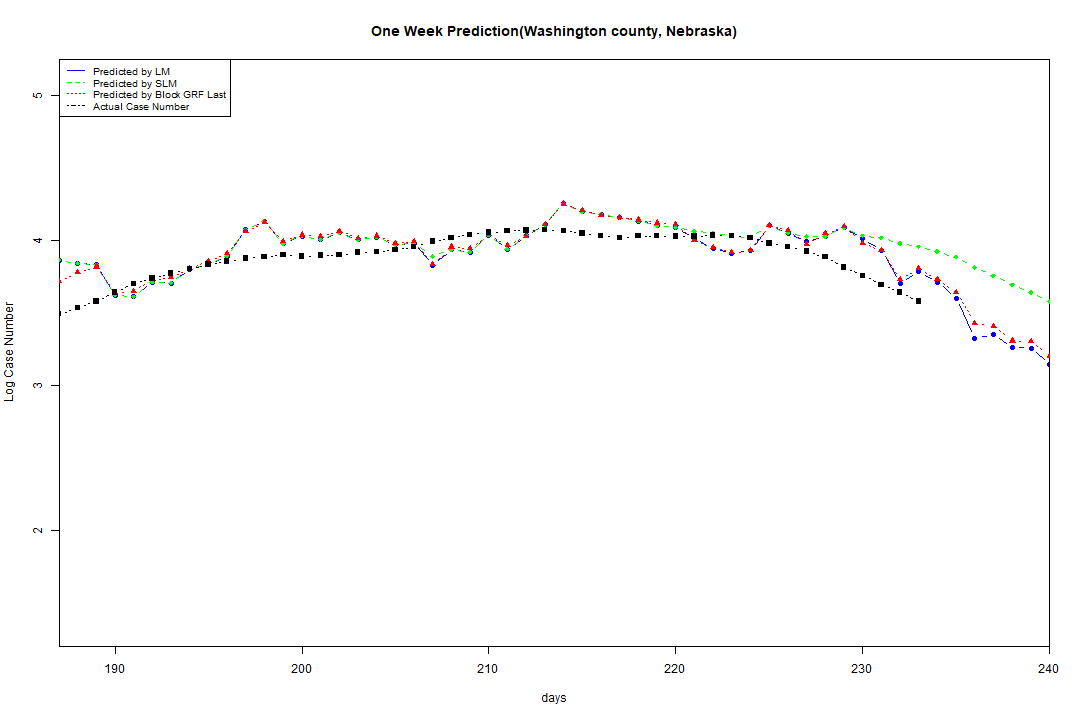 One Week Prediction(Washington county, Nebraska)
Predicted by LM
Predicted by SLM
Predicted by Block GRF Last
Actual Case Number
5
4
3
2
Log Case Number
190 200 210 220 230 240
days